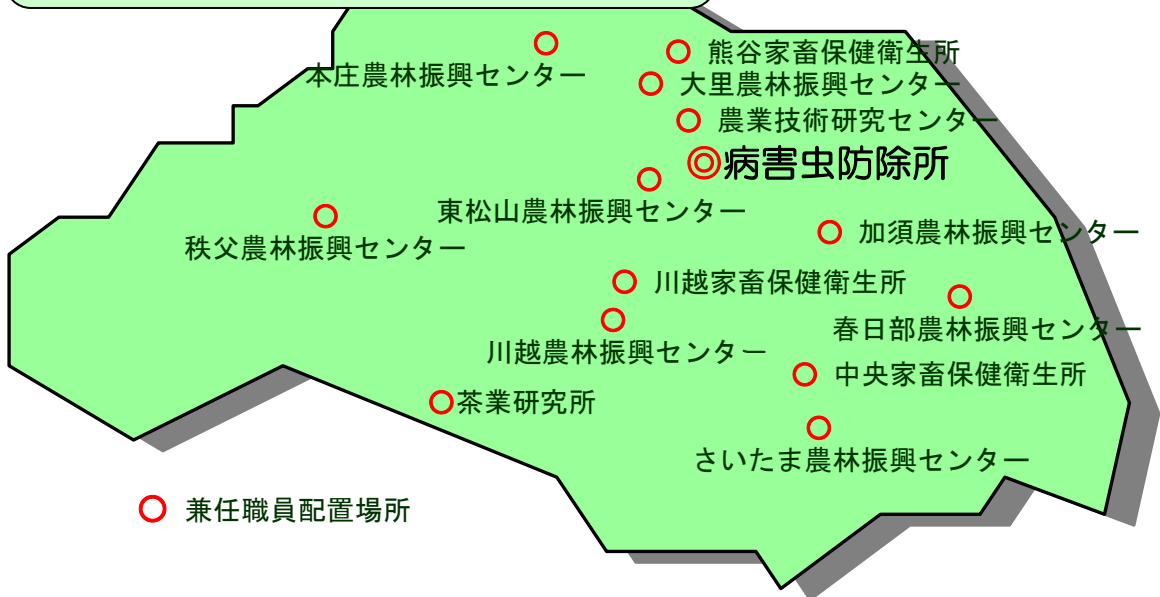 熊谷家畜保健衛生所
本庄農林振興センター
大里農林振興センター
農業技術研究センター
病害虫防除所
東松山農林振興センター
加須農林振興センター
秩父農林振興センター
川越家畜保健衛生所
春日部農林振興センター
川越農林振興センター
中央家畜保健衛生所
茶業研究所
さいたま農林振興センター
兼任職員配置場所